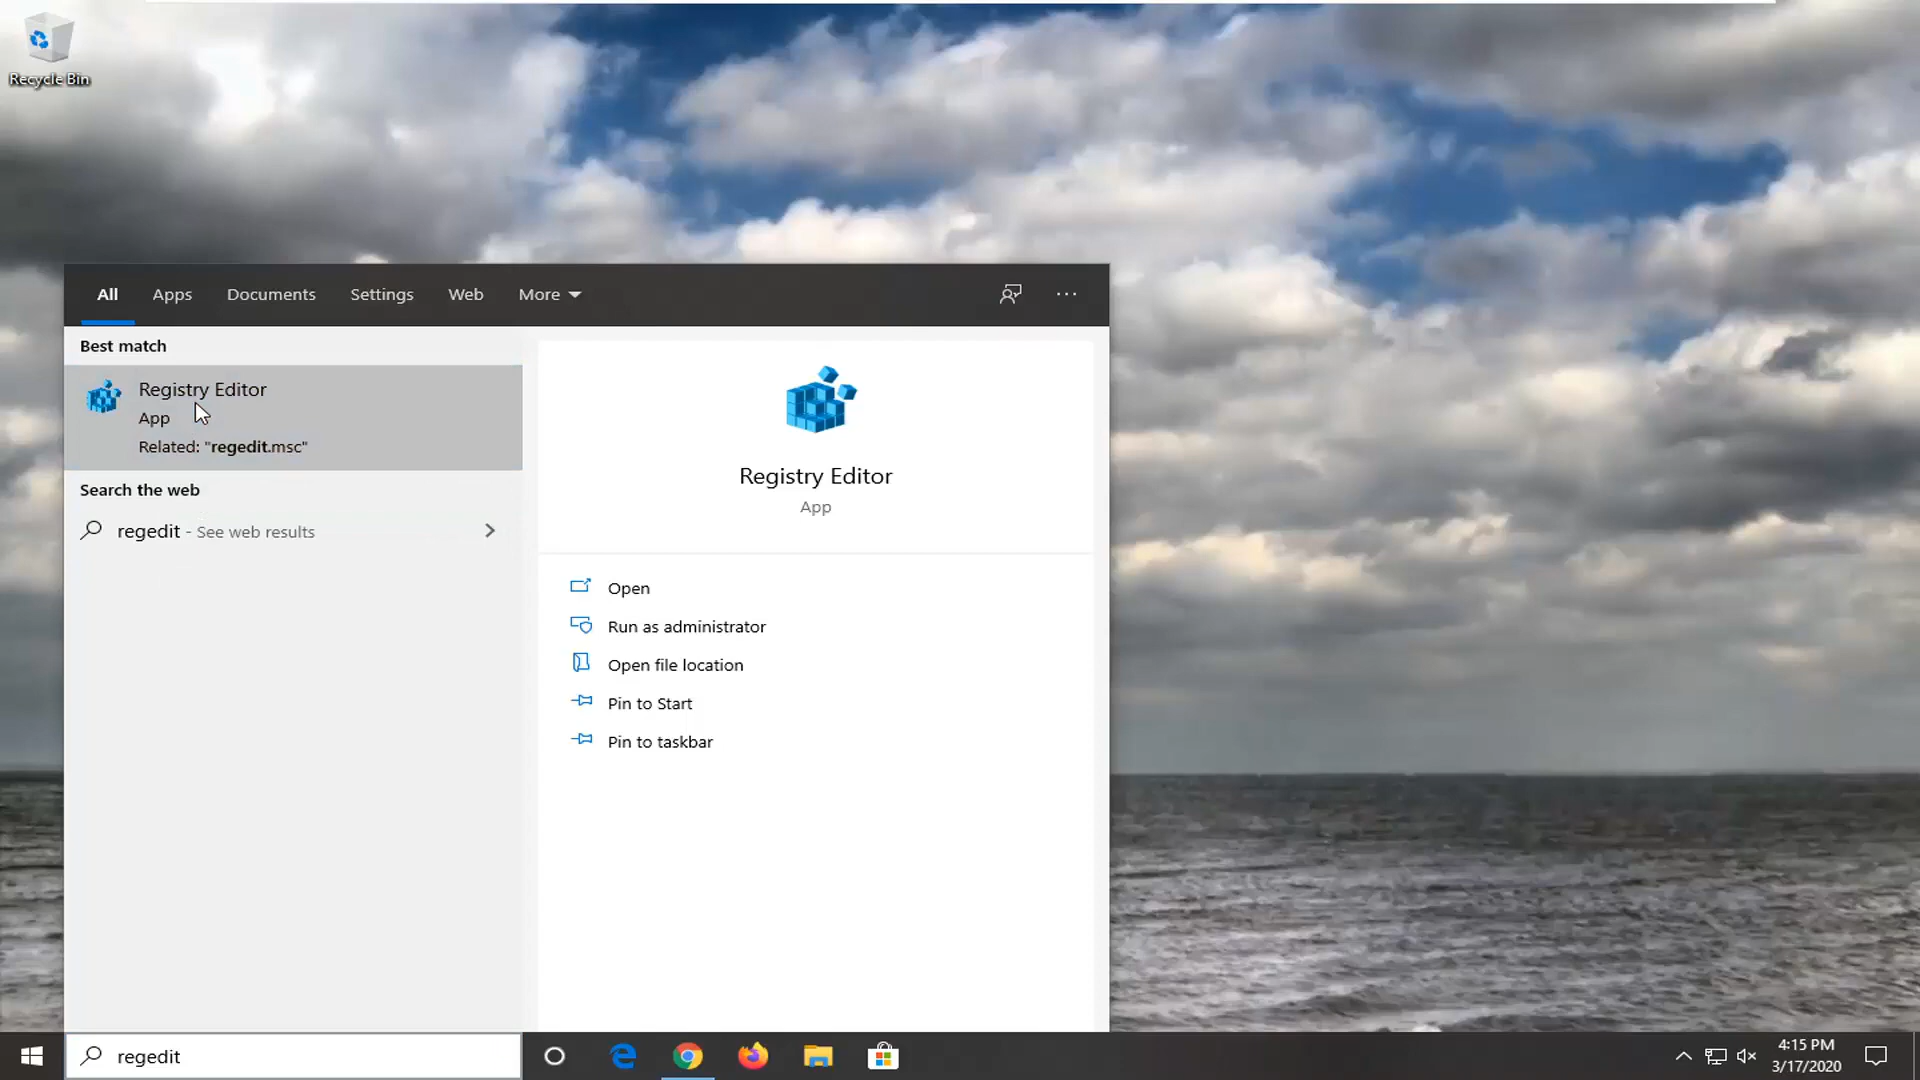 Recycle Bin
All
Apps
Documents
Settings
Web
More
Best match
Registry Editor
App
Related: "regedit.msc"
Search the web
regedit - See web results
Registry Editor
App
Open
Run as administrator
Open file location
Pin to Start
Pin to taskbar
regedit
4:15 PM
3/17/2020